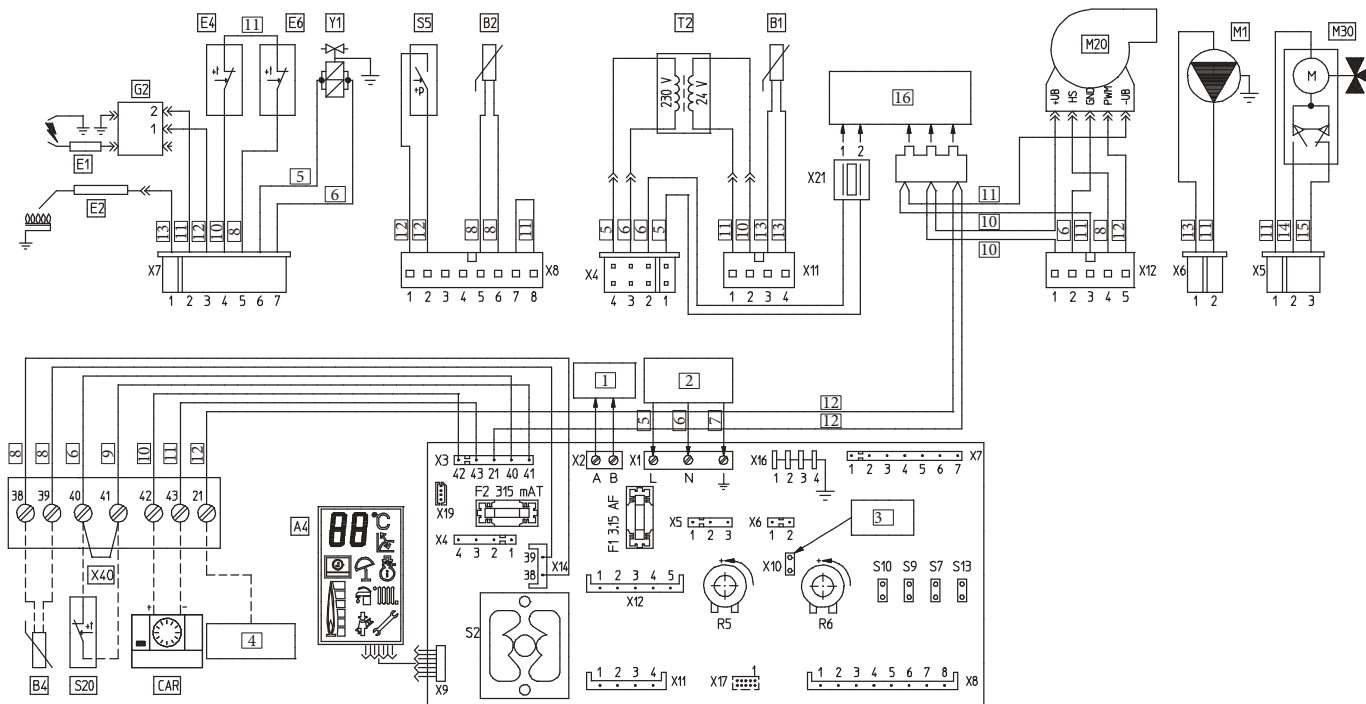 E4 11 E6 Y1 S5 B2 T2 B1 M20 M1 M30
+t +t +p 230 V 24 V 16 +UB HS GND PWM -UB M
G2 2 1
E1
E2
5
6
1 2
X21
11
10
10
13 11 12 10 8
12 12 8 8 11
5 6 6 5
11 10 13 13
6 11 8 12
13 11
11 14 15
X7 X8 X4 X11 X12 X6 X5
1 2 3 4 5 6 7
1 2 3 4 5 6 7 8
4 3 2 1
1 2 3 4
1 2 3 4 5
1 2
1 2 3
1 2
12
12
8 8 6 9 10 11 12
5 6 7
38 39 40 41 42 43 21
X40
+t + -
4
B4 S20 CAR
A4
88 °C
X3
42 43 21 40 41
X2
A B
X1
L N
X16
1 2 3 4
1 2 3 4 5 6 7
X7
X19
F2 315 mAT
F1 3.15 AF
X4
4 3 2 1
X5
1 2 3
X6
1 2
3
39
38
X14
X10
1 2 3 4 5
X12
+ +
R5 R6
S10 S9 S7 S13
S2
X9
1 2 3 4
X11
X17
1
1 2 3 4 5 6 7 8
X8